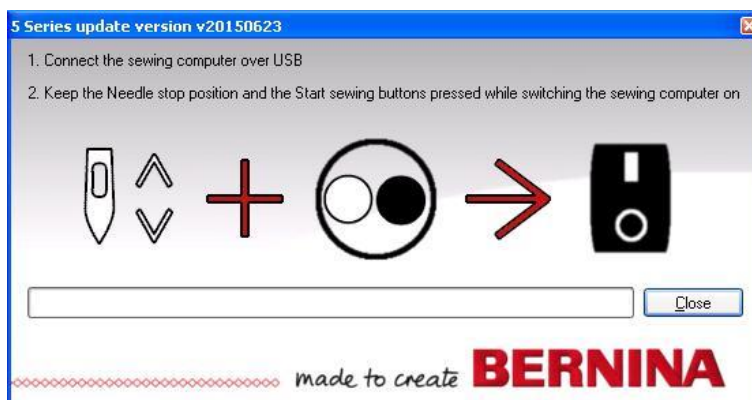 5 Series update version v20150623
1. Connect the sewing computer over USB
2. Keep the Needle stop position and the Start sewing buttons pressed while switching the sewing computer on
Close
made to create BERNINA